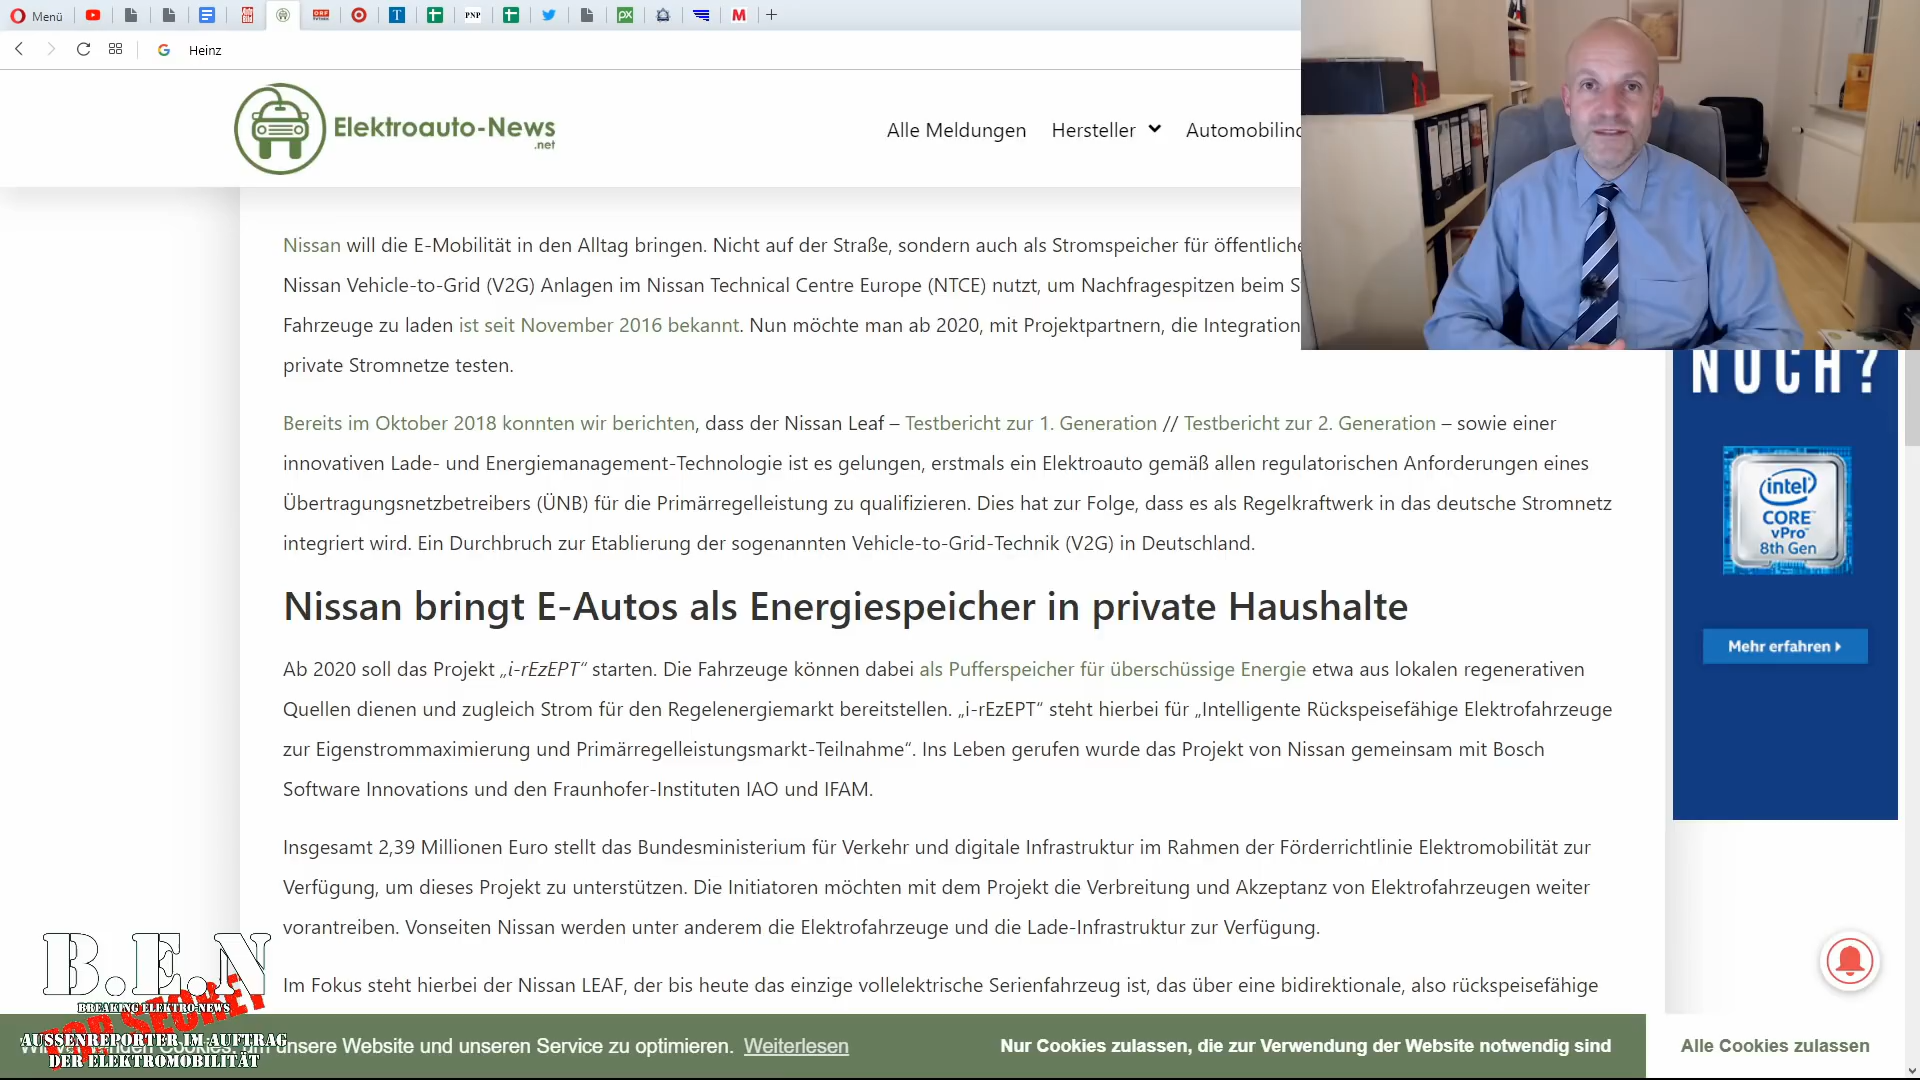 Menü
Heinz
Elektroauto-News
.net
Alle Meldungen
Hersteller
Nissan will die E-Mobilität in den Alltag bringen. Nicht auf der Straße, sondern auch als Stromspeicher für öffentliche
Nissan Vehicle-to-Grid (V2G) Anlagen im Nissan Technical Centre Europe (NTCE) nutzt, um Nachfragespitzen beim
Fahrzeuge zu laden ist seit November 2016 bekannt. Nun möchte man ab 2020, mit Projektpartnern, die Integration
private Stromnetze testen.
Bereits im Oktober 2018 konnten wir berichten, dass der Nissan Leaf – Testbericht zur 1. Generation // Testbericht zur 2. Generation – sowie einer
innovativen Lade- und Energiemanagement-Technologie ist es gelungen, erstmals ein Elektroauto gemäß allen regulatorischen Anforderungen eines
Übertragungsnetzbetreibers (ÜNB) für die Primärregelleistung zu qualifizieren. Dies hat zur Folge, dass es als Regelkraftwerk in das deutsche Stromnetz
integriert wird. Ein Durchbruch zur Etablierung der sogenannten Vehicle-to-Grid-Technik (V2G) in Deutschland.
Nissan bringt E-Autos als Energiespeicher in private Haushalte
Ab 2020 soll das Projekt „i-rEzEPT“ starten. Die Fahrzeuge können dabei als Pufferspeicher für überschüssige Energie etwa aus lokalen regenerativen
Quellen dienen und zugleich Strom für den Regelenergiemarkt bereitstellen. „i-rEzEPT“ steht hierbei für „Intelligente Rückspeisefähige Elektrofahrzeuge
zur Eigenstrommaximierung und Primärregelleistungsmarkt-Teilnahme“. Ins Leben gerufen wurde das Projekt von Nissan gemeinsam mit Bosch
Software Innovations und den Fraunhofer-Instituten IAO und IFAM.
Insgesamt 2,39 Millionen Euro stellt das Bundesministerium für Verkehr und digitale Infrastruktur im Rahmen der Förderrichtlinie Elektromobilität zur
Verfügung, um dieses Projekt zu unterstützen. Die Initiatoren möchten mit dem Projekt die Verbreitung und Akzeptanz von Elektrofahrzeugen weiter
vorantreiben. Vonseiten Nissan werden unter anderem die Elektrofahrzeuge und die Lade-Infrastruktur zur Verfügung.
Im Fokus steht hierbei der Nissan LEAF, der bis heute das einzige vollelektrische Serienfahrzeug ist, das über eine bidirektionale, also rückspeisefähige
NOCH?
intel
CORE
vPro
8th Gen
Mehr erfahren
B.E.N
BREAKING ELEKTRO-NEWS
TOP SECRET
AUSSENREPORTER IM AUFTRAG
DER ELEKTROMOBILITÄT
unsere Website und unseren Service zu optimieren. Weiterlesen
Nur Cookies zulassen, die zur Verwendung der Website notwendig sind
Alle Cookies zulassen